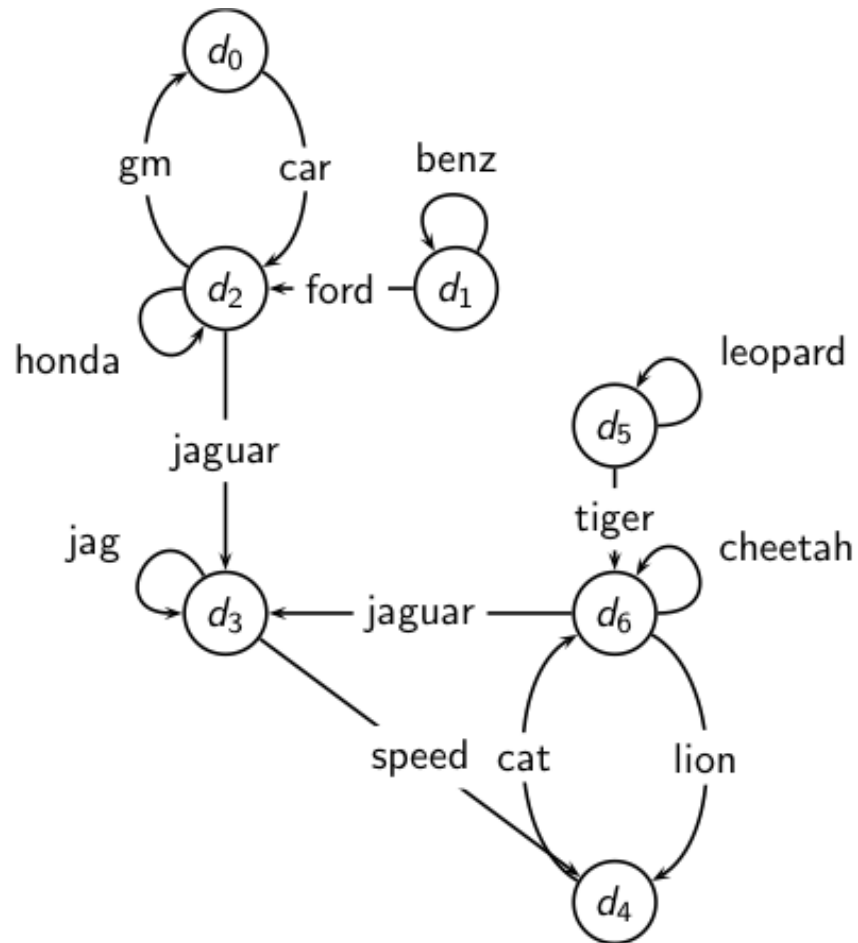 d₀
gm
car
benz
d₂
ford
d₁
honda
leopard
d₅
jaguar
tiger
jag
cheetah
d₃
jaguar
d₆
speed
cat
lion
d₄